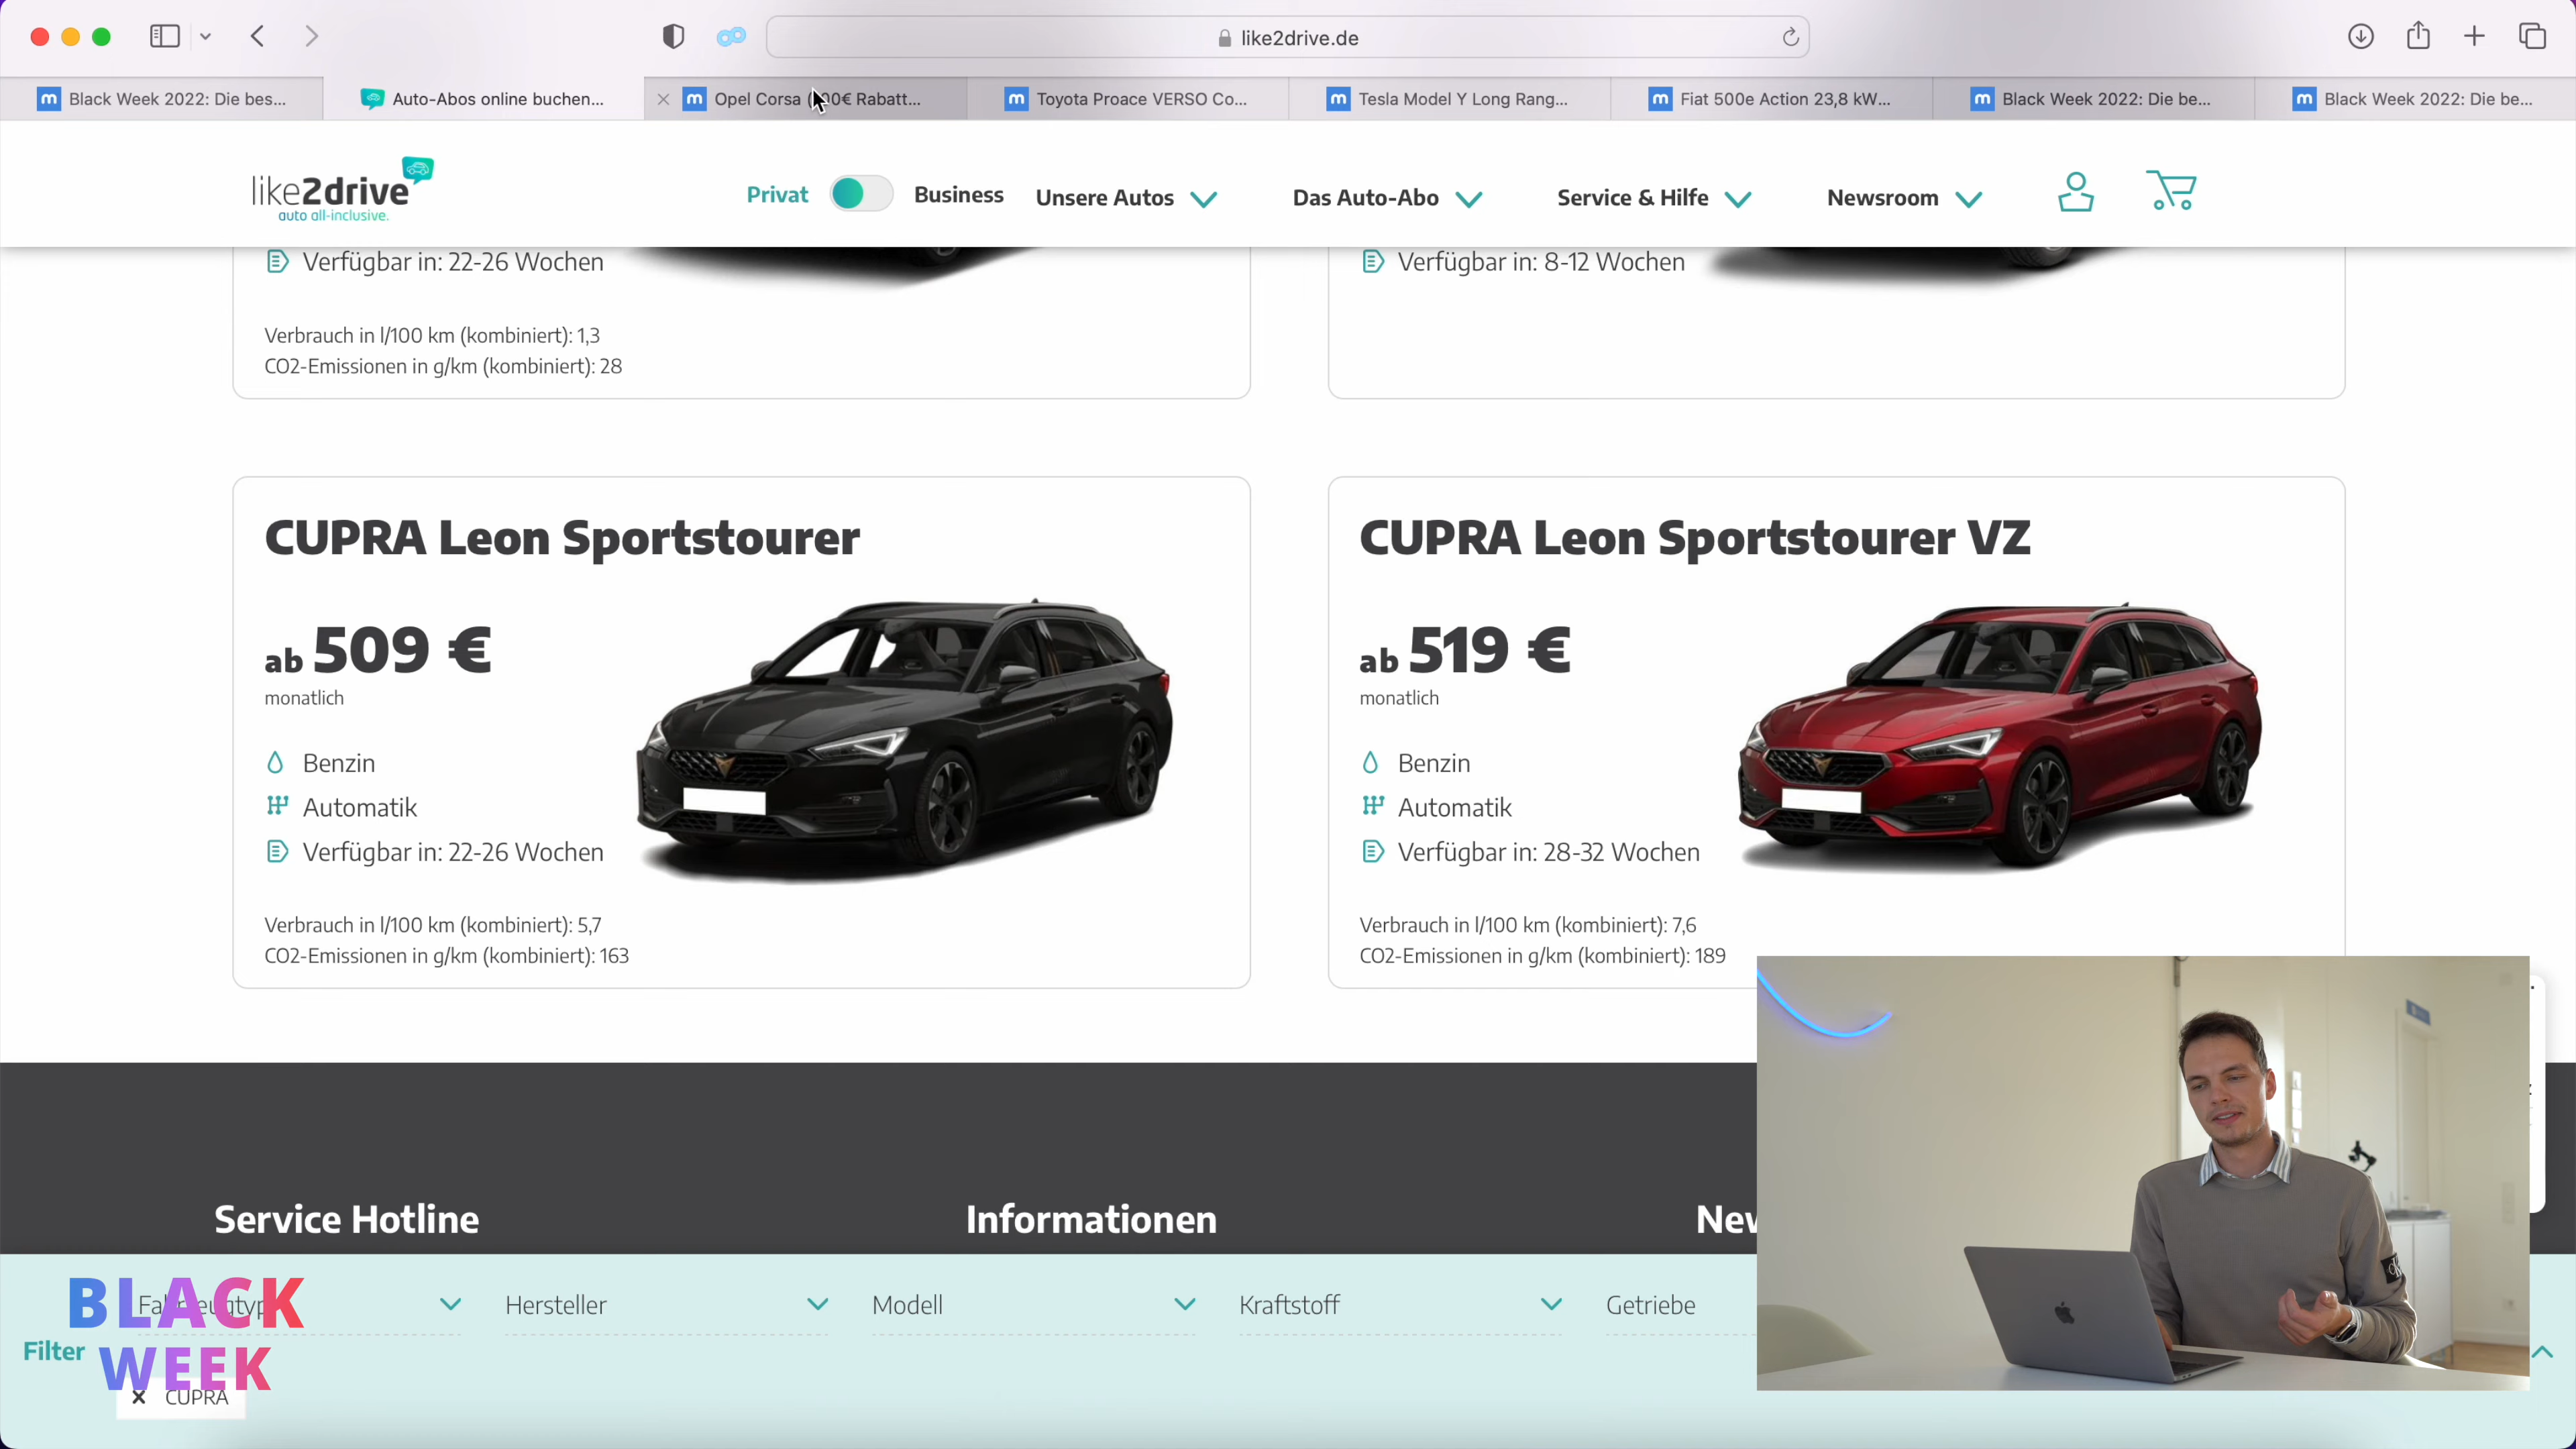 like2drive.de
Black Week 2022: Die bes...
Auto-Abos online buchen...
Opel Corsa 00€ Rabatt...
Toyota Proace VERSO Co...
Tesla Model Y Long Rang...
Fiat 500e Action 23,8 kW...
Black Week 2022: Die be...
Black Week 2022: Die be...
like2drive
auto all-inclusive.
Privat
Business
Unsere Autos
Das Auto-Abo
Service & Hilfe
Newsroom
Verfügbar in: 22-26 Wochen
Verbrauch in l/100 km (kombiniert): 1,3
CO2-Emissionen in g/km (kombiniert): 28
Verfügbar in: 8-12 Wochen
CUPRA Leon Sportstourer
ab 509 €
monatlich
Benzin
Automatik
Verfügbar in: 22-26 Wochen
Verbrauch in l/100 km (kombiniert): 5,7
CO2-Emissionen in g/km (kombiniert): 163
CUPRA Leon Sportstourer VZ
ab 519 €
monatlich
Benzin
Automatik
Verfügbar in: 28-32 Wochen
Verbrauch in l/100 km (kombiniert): 7,6
CO2-Emissionen in g/km (kombiniert): 189
Service Hotline
Informationen
Nev
Fahrzeugtyp
Hersteller
Modell
Kraftstoff
Getriebe
BLACK
WEEK
Filter
CUPRA